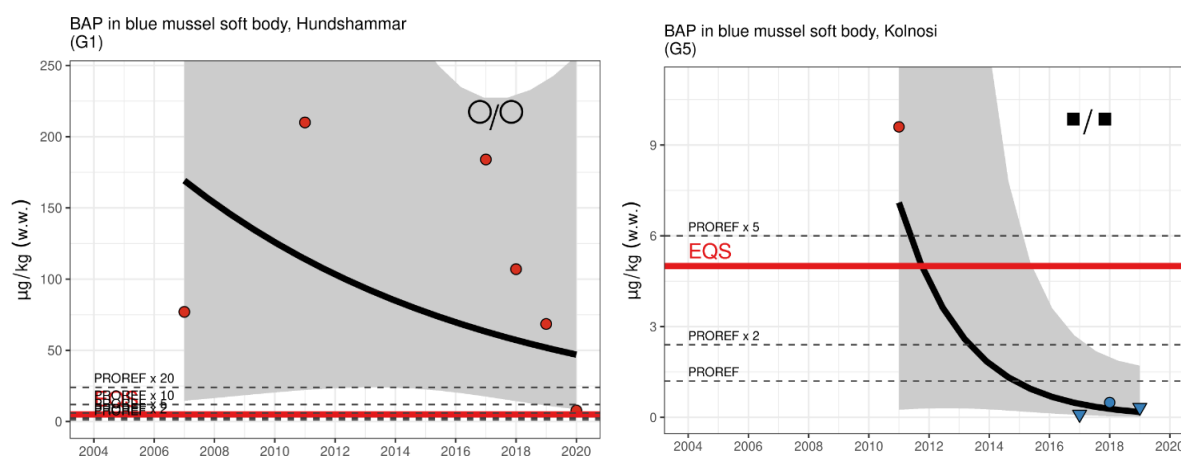 BAP in blue mussel soft body, Hundshammar
(G1)
250
200
150
100
50
0
µg/kg (w.w.)
PROREF x 20
PROREF x 10
PROREF x 2
2004 2006 2008 2010 2012 2014 2016 2018 2020
BAP in blue mussel soft body, Kolnosi
(G5)
9
6
3
0
µg/kg (w.w.)
PROREF x 5
EQS
PROREF x 2
PROREF
2004 2006 2008 2010 2012 2014 2016 2018 2020